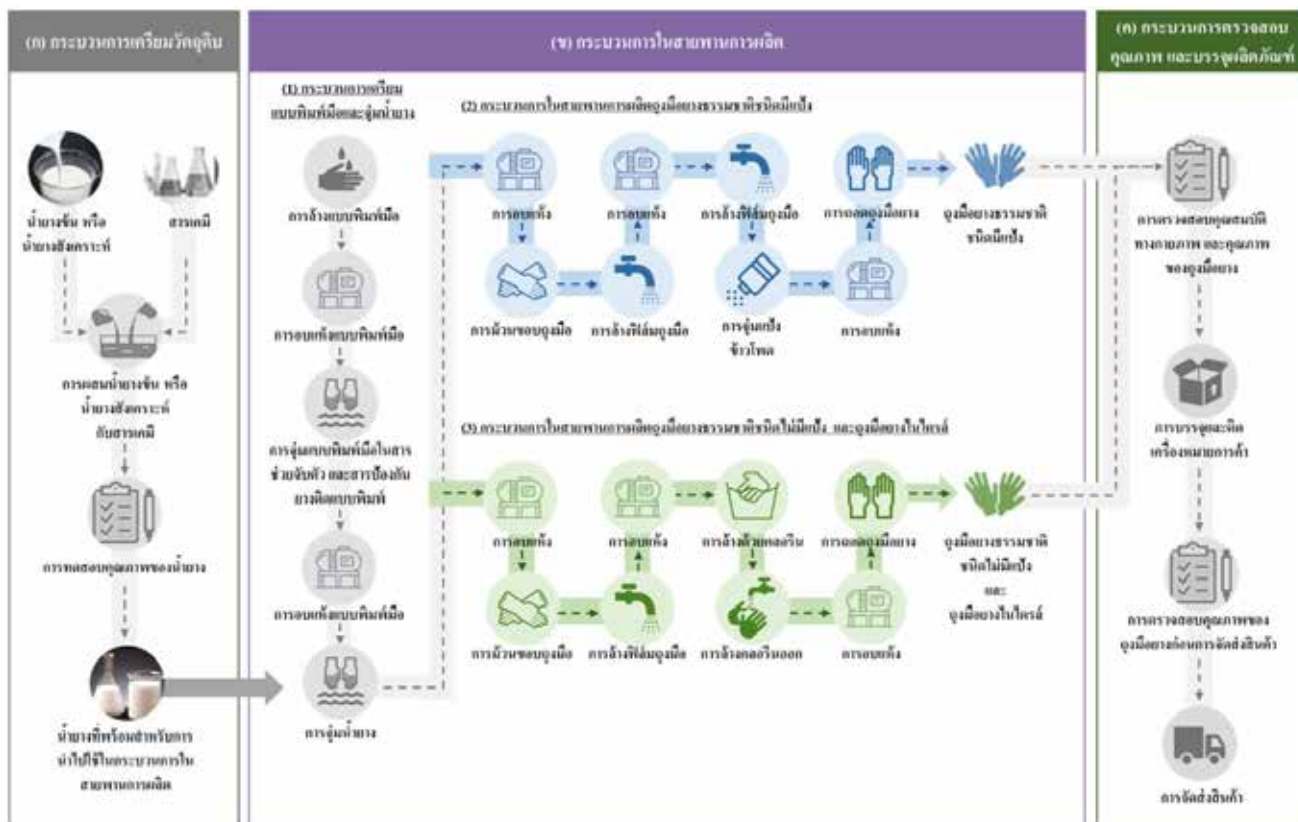 (ก) กระบวนการเตรียมวัตถุดิบ
น้ำยางข้น หรือ
น้ำยางสังเคราะห์
สารเคมี
การผสมน้ำยางข้น หรือ
น้ำยางสังเคราะห์
กับสารเคมี
การทดสอบคุณภาพของน้ำยาง
น้ำยางที่พร้อมสำหรับการ
นำไปใช้ในกระบวนการใน
สายพานการผลิต
(ข) กระบวนการในสายพานการผลิต
(1) กระบวนการเตรียม
แบบพิมพ์มือและจุ่มน้ำยาง
การล้างแบบพิมพ์มือ
การอบแห้งแบบพิมพ์มือ
การจุ่มแบบพิมพ์มือในสาร
ช่วยจับตัว และสารป้องกัน
ยางติดแบบพิมพ์
การอบแห้งแบบพิมพ์มือ
การจุ่มน้ำยาง
(2) กระบวนการในสายพานการผลิตถุงมือยางธรรมชาติชนิดมีแป้ง
การอบแห้ง
การอบแห้ง
การล้างฟิล์มถุงมือ
การถอดถุงมือยาง
ถุงมือยางธรรมชาติ
ชนิดมีแป้ง
การม้วนขอบถุงมือ
การล้างฟิล์มถุงมือ
การจุ่มแป้ง
ข้าวโพด
การอบแห้ง
(3) กระบวนการในสายพานการผลิตถุงมือยางธรรมชาติชนิดไม่มีแป้ง และถุงมือยางไนไตรล์
การอบแห้ง
การอบแห้ง
การล้างด้วยคลอรีน
การถอดถุงมือยาง
ถุงมือยางธรรมชาติ
ชนิดไม่มีแป้ง
และ
ถุงมือยางไนไตรล์
การม้วนขอบถุงมือ
การล้างฟิล์มถุงมือ
การล้างคลอรีนออก
การอบแห้ง
(ค) กระบวนการตรวจสอบ
คุณภาพ และบรรจุผลิตภัณฑ์
การตรวจสอบคุณสมบัติ
ทางกายภาพ และคุณภาพ
ของถุงมือยาง
การบรรจุและติด
เครื่องหมายการค้า
การตรวจสอบคุณภาพของ
ถุงมือยางก่อนการจัดส่งสินค้า
การจัดส่งสินค้า